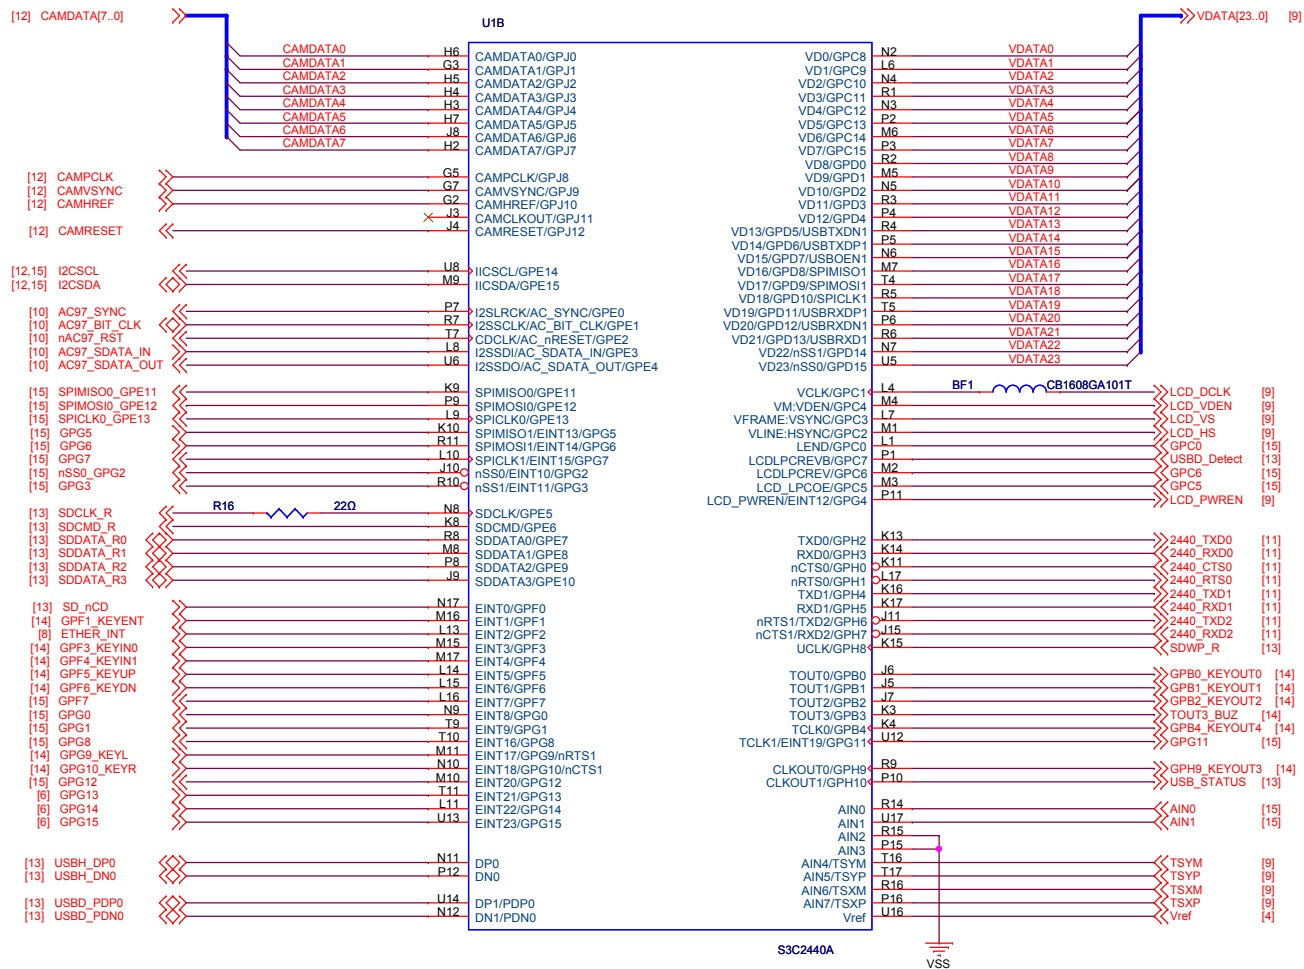 [12] CAMDATA[7..0] U1B VDATA[23..0] [9]
CAMDATA0 H6 CAMDATA0/GPJ0 VD0/GPC8 N2 VDATA0
CAMDATA1 G3 CAMDATA1/GPJ1 VD1/GPC9 L6 VDATA1
CAMDATA2 H5 CAMDATA2/GPJ2 VD2/GPC10 N4 VDATA2
CAMDATA3 H4 CAMDATA3/GPJ3 VD3/GPC11 R1 VDATA3
CAMDATA4 H3 CAMDATA4/GPJ4 VD4/GPC12 N3 VDATA4
CAMDATA5 H7 CAMDATA5/GPJ5 VD5/GPC13 P2 VDATA5
CAMDATA6 J8 CAMDATA6/GPJ6 VD6/GPC14 M6 VDATA6
CAMDATA7 H2 CAMDATA7/GPJ7 VD7/GPC15 P3 VDATA7
VD8/GPD0 R2 VDATA8
[12] CAMPCLK G5 CAMPCLK/GPJ8 VD9/GPD1 M5 VDATA9
[12] CAMVSYNC G7 CAMVSYNC/GPJ9 VD10/GPD2 N5 VDATA10
[12] CAMHREF G2 CAMHREF/GPJ10 VD11/GPD3 R3 VDATA11
J3 CAMCLKOUT/GPJ11 VD12/GPD4 P4 VDATA12
[12] CAMRESET J4 CAMRESET/GPJ12 VD13/GPD5/USBTXDN1 R4 VDATA13
VD14/GPD6/USBTXDP1 P5 VDATA14
VD15/GPD7/USBOEN1 N6 VDATA15
[12,15] I2CSCL U8 IICSCL/GPE14 VD16/GPD8/SPIMISO1 M7 VDATA16
[12,15] I2CSDA M9 IICSDA/GPE15 VD17/GPD9/SPIMOSI1 T4 VDATA17
VD18/GPD10/SPICLK1 R5 VDATA18
[10] AC97_SYNC P7 I2SLRCK/AC_SYNC/GPE0 VD19/GPD11/USBRXDP1 T5 VDATA19
[10] AC97_BIT_CLK R7 I2SSCLK/AC_BIT_CLK/GPE1 VD20/GPD12/USBRXDN1 P6 VDATA20
[10] nAC97_RST T7 CDCLK/AC_nRESET/GPE2 VD21/GPD13/USBRXD1 R6 VDATA21
[10] AC97_SDATA_IN L8 I2SSDI/AC_SDATA_IN/GPE3 VD22/nSS1/GPD14 N7 VDATA22
[10] AC97_SDATA_OUT U6 I2SSDO/AC_SDATA_OUT/GPE4 VD23/nSS0/GPD15 U5 VDATA23
[15] SPIMISO0_GPE11 K9 SPIMISO0/GPE11 VCLK/GPC1 L4 BF1 CB1608GA101T LCD_DCLK [9]
[15] SPIMOSI0_GPE12 P9 SPIMOSI0/GPE12 VM:VDEN/GPC4 M4 LCD_VDEN [9]
[15] SPICLK0_GPE13 L9 SPICLK0/GPE13 VFRAME:VSYNC/GPC3 L7 LCD_VS [9]
[15] GPG5 K10 SPIMISO1/EINT13/GPG5 VLINE:HSYNC/GPC2 M1 LCD_HS [9]
[15] GPG6 R11 SPIMOSI1/EINT14/GPG6 LEND/GPC0 L1 GPC0 [15]
[15] GPG7 L10 SPICLK1/EINT15/GPG7 LCDLPCREVB/GPC7 P1 USBD_Detect [13]
[15] nSS0_GPG2 J10 nSS0/EINT10/GPG2 LCDLPCREV/GPC6 M2 GPC6 [15]
[15] GPG3 R10 nSS1/EINT11/GPG3 LCD_LPCOE/GPC5 M3 GPC5 [15]
LCD_PWREN/EINT12/GPG4 P11 LCD_PWREN [9]
[13] SDCLK_R R16 22Ω N8 SDCLK/GPE5
[13] SDCMD_R K8 SDCMD/GPE6
[13] SDDATA_R0 R8 SDDATA0/GPE7 TXD0/GPH2 K13 2440_TXD0 [11]
[13] SDDATA_R1 M8 SDDATA1/GPE8 RXD0/GPH3 K14 2440_RXD0 [11]
[13] SDDATA_R2 P8 SDDATA2/GPE9 nCTS0/GPH0 K11 2440_CTS0 [11]
[13] SDDATA_R3 J9 SDDATA3/GPE10 nRTS0/GPH1 L17 2440_RTS0 [11]
TXD1/GPH4 K16 2440_TXD1 [11]
[13] SD_nCD N17 EINT0/GPF0 RXD1/GPH5 K17 2440_RXD1 [11]
[14] GPF1_KEYENT M16 EINT1/GPF1 nRTS1/TXD2/GPH6 J11 2440_TXD2 [11]
[8] ETHER_INT L13 EINT2/GPF2 nCTS1/RXD2/GPH7 J15 2440_RXD2 [11]
[14] GPF3_KEYIN0 M15 EINT3/GPF3 UCLK/GPH8 K15 SDWP_R [13]
[14] GPF4_KEYIN1 M17 EINT4/GPF4
[14] GPF5_KEYUP L14 EINT5/GPF5 TOUT0/GPB0 J6 GPB0_KEYOUT0 [14]
[14] GPF6_KEYDN L15 EINT6/GPF6 TOUT1/GPB1 J5 GPB1_KEYOUT1 [14]
[15] GPF7 L16 EINT7/GPF7 TOUT2/GPB2 J7 GPB2_KEYOUT2 [14]
[15] GPG0 N9 EINT8/GPG0 TOUT3/GPB3 K3 TOUT3_BUZ [14]
[15] GPG1 T9 EINT9/GPG1 TCLK0/GPB4 K4 GPB4_KEYOUT4 [14]
[15] GPG8 T10 EINT16/GPG8 TCLK1/EINT19/GPG11 U12 GPG11 [15]
[14] GPG9_KEYL M11 EINT17/GPG9/nRTS1
[14] GPG10_KEYR N10 EINT18/GPG10/nCTS1 CLKOUT0/GPH9 R9 GPH9_KEYOUT3 [14]
[15] GPG12 M10 EINT20/GPG12 CLKOUT1/GPH10 P10 USB_STATUS [13]
[6] GPG13 T11 EINT21/GPG13
[6] GPG14 L11 EINT22/GPG14 AIN0 R14 AIN0 [15]
[6] GPG15 U13 EINT23/GPG15 AIN1 U17 AIN1 [15]
AIN2 R15
AIN3 P15
[13] USBH_DP0 N11 DP0 AIN4/TSYM T16 TSYM [9]
[13] USBH_DN0 P12 DN0 AIN5/TSYP T17 TSYP [9]
AIN6/TSXM R16 TSXM [9]
[13] USBD_PDP0 U14 DP1/PDP0 AIN7/TSXP P16 TSXP [9]
[13] USBD_PDN0 N12 DN1/PDN0 Vref U16 Vref [4]
S3C2440A
VSS